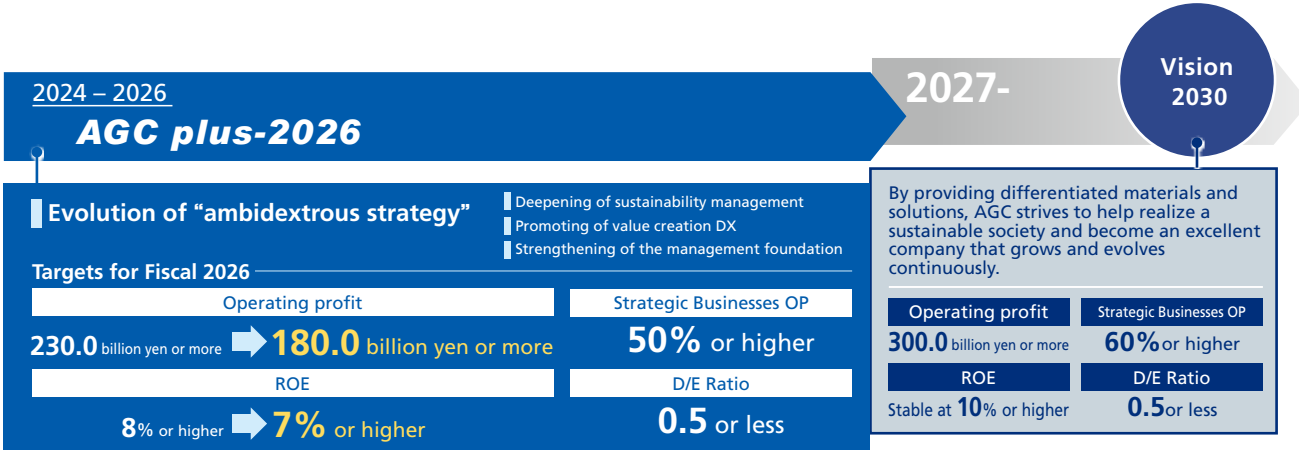 2024 – 2026
AGC plus-2026
2027-
Vision
2030
Evolution of “ambidextrous strategy”
Deepening of sustainability management
Promoting of value creation DX
Strengthening of the management foundation
Targets for Fiscal 2026
Operating profit
230.0 billion yen or more 180.0 billion yen or more
Strategic Businesses OP
50% or higher
ROE
8% or higher 7% or higher
D/E Ratio
0.5 or less
By providing differentiated materials and
solutions, AGC strives to help realize a
sustainable society and become an excellent
company that grows and evolves
continuously.
Operating profit
300.0 billion yen or more
Strategic Businesses OP
60% or higher
ROE
Stable at 10% or higher
D/E Ratio
0.5 or less